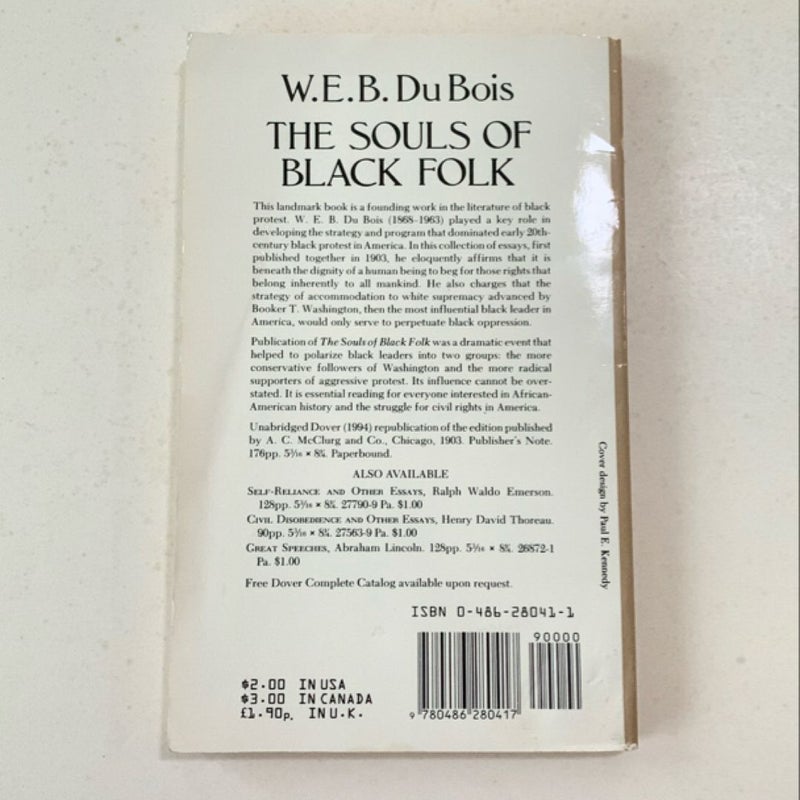 W.E.B. Du Bois
THE SOULS OF
BLACK FOLK
This landmark book is a founding work in the literature of black
protest. W. E. B. Du Bois (1868–1963) played a key role in
developing the strategy and program that dominated early 20th-
century black protest in America. In this collection of essays, first
published together in 1903, he eloquently affirms that it is
beneath the dignity of a human being to beg for those rights that
belong inherently to all mankind. He also charges that the
strategy of accommodation to white supremacy advanced by
Booker T. Washington, then the most influential black leader in
America, would only serve to perpetuate black oppression.
Publication of The Souls of Black Folk was a dramatic event that
helped to polarize black leaders into two groups: the more
conservative followers of Washington and the more radical
supporters of aggressive protest. Its influence cannot be over-
stated. It is essential reading for everyone interested in African-
American history and the struggle for civil rights in America.
Unabridged Dover (1994) republication of the edition published
by A. C. McClurg and Co., Chicago, 1903. Publisher's Note.
176pp. 5³⁄₁₆ × 8¼. Paperbound.
ALSO AVAILABLE
SELF-RELIANCE AND OTHER ESSAYS, Ralph Waldo Emerson.
128pp. 5³⁄₁₆ × 8¼. 27790-9 Pa. $1.00
CIVIL DISOBEDIENCE AND OTHER ESSAYS, Henry David Thoreau.
90pp. 5³⁄₁₆ × 8¼. 27563-9 Pa. $1.00
GREAT SPEECHES, Abraham Lincoln. 128pp. 5³⁄₁₆ × 8¼. 26872-1
Pa. $1.00
Free Dover Complete Catalog available upon request.
Cover design by Paul E. Kennedy
ISBN 0-486-28041-1
90000
$2.00 IN USA
$3.00 IN CANADA
£1.90p. IN U.K.
9 780486 280417